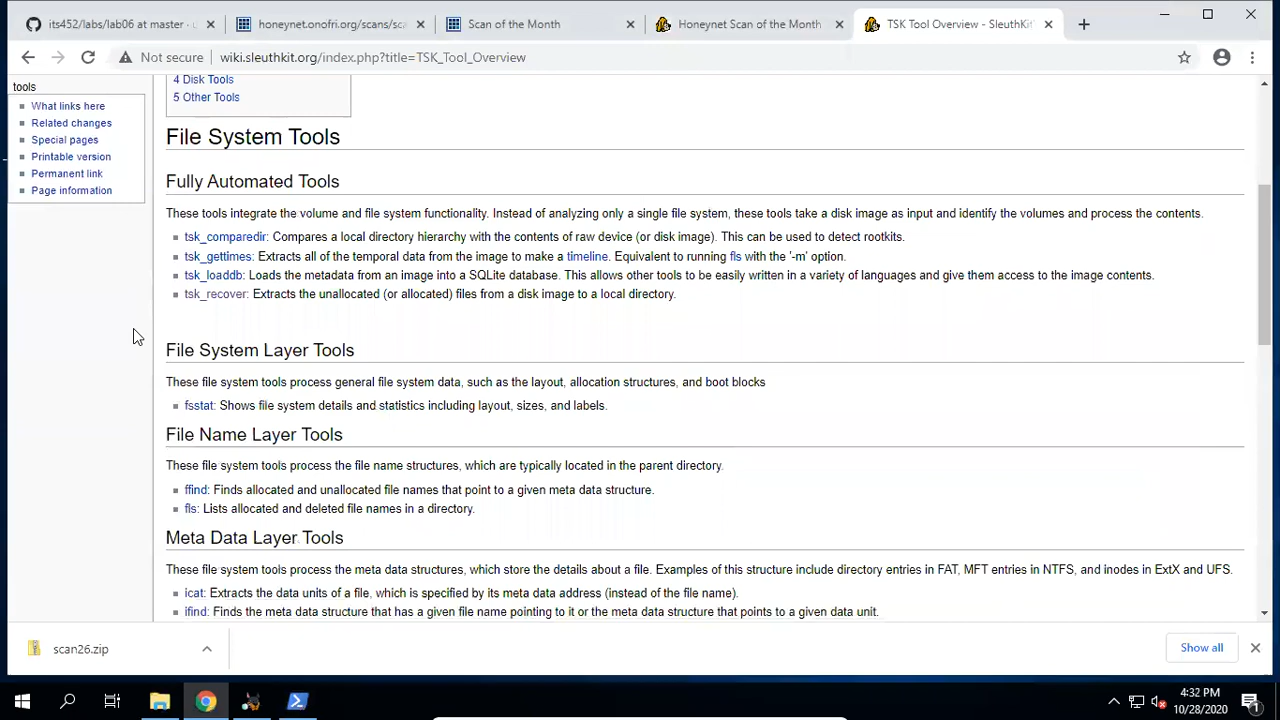 its452/labs/lab06 at master
honeynet.onofri.org/scans/sc
Scan of the Month
Honeynet Scan of the Month
TSK Tool Overview - SleuthKit
Not secure
wiki.sleuthkit.org/index.php?title=TSK_Tool_Overview
tools
What links here
Related changes
Special pages
Printable version
Permanent link
Page information
4 Disk Tools
5 Other Tools
File System Tools
Fully Automated Tools
These tools integrate the volume and file system functionality. Instead of analyzing only a single file system, these tools take a disk image as input and identify the volumes and process the contents.
tsk_comparedir: Compares a local directory hierarchy with the contents of raw device (or disk image). This can be used to detect rootkits.
tsk_gettimes: Extracts all of the temporal data from the image to make a timeline. Equivalent to running fls with the '-m' option.
tsk_loaddb: Loads the metadata from an image into a SQLite database. This allows other tools to be easily written in a variety of languages and give them access to the image contents.
tsk_recover: Extracts the unallocated (or allocated) files from a disk image to a local directory.
File System Layer Tools
These file system tools process general file system data, such as the layout, allocation structures, and boot blocks
fsstat: Shows file system details and statistics including layout, sizes, and labels.
File Name Layer Tools
These file system tools process the file name structures, which are typically located in the parent directory.
ffind: Finds allocated and unallocated file names that point to a given meta data structure.
fls: Lists allocated and deleted file names in a directory.
Meta Data Layer Tools
These file system tools process the meta data structures, which store the details about a file. Examples of this structure include directory entries in FAT, MFT entries in NTFS, and inodes in ExtX and UFS.
icat: Extracts the data units of a file, which is specified by its meta data address (instead of the file name).
ifind: Finds the meta data structure that has a given file name pointing to it or the meta data structure that points to a given data unit.
scan26.zip
Show all
4:32 PM
10/28/2020
1